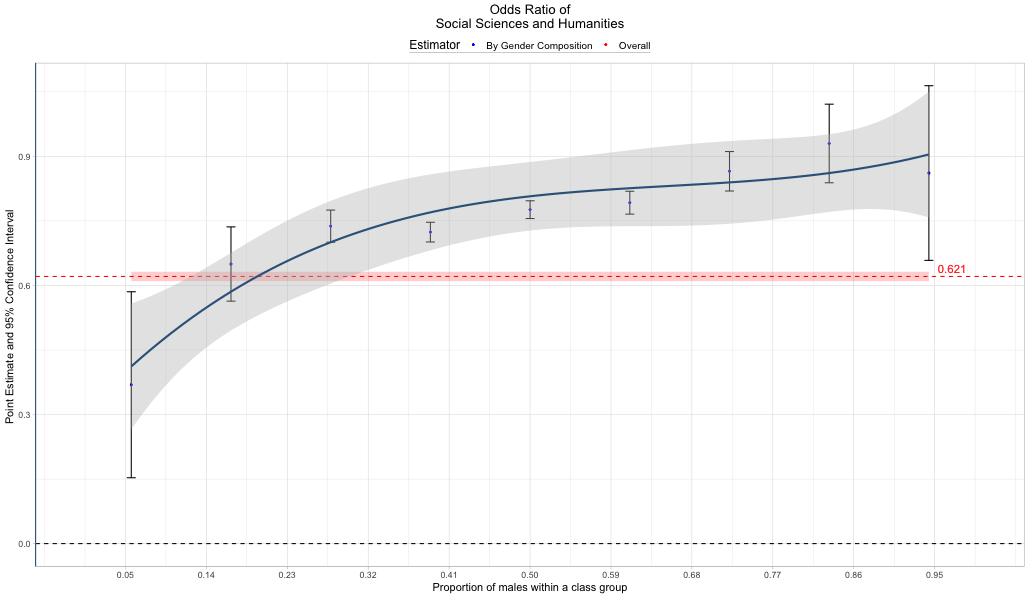 Odds Ratio of
Social Sciences and Humanities
Estimator By Gender Composition Overall
Point Estimate and 95% Confidence Interval
0.9
0.6
0.3
0.0
0.621
0.05 0.14 0.23 0.32 0.41 0.50 0.59 0.68 0.77 0.86 0.95
Proportion of males within a class group